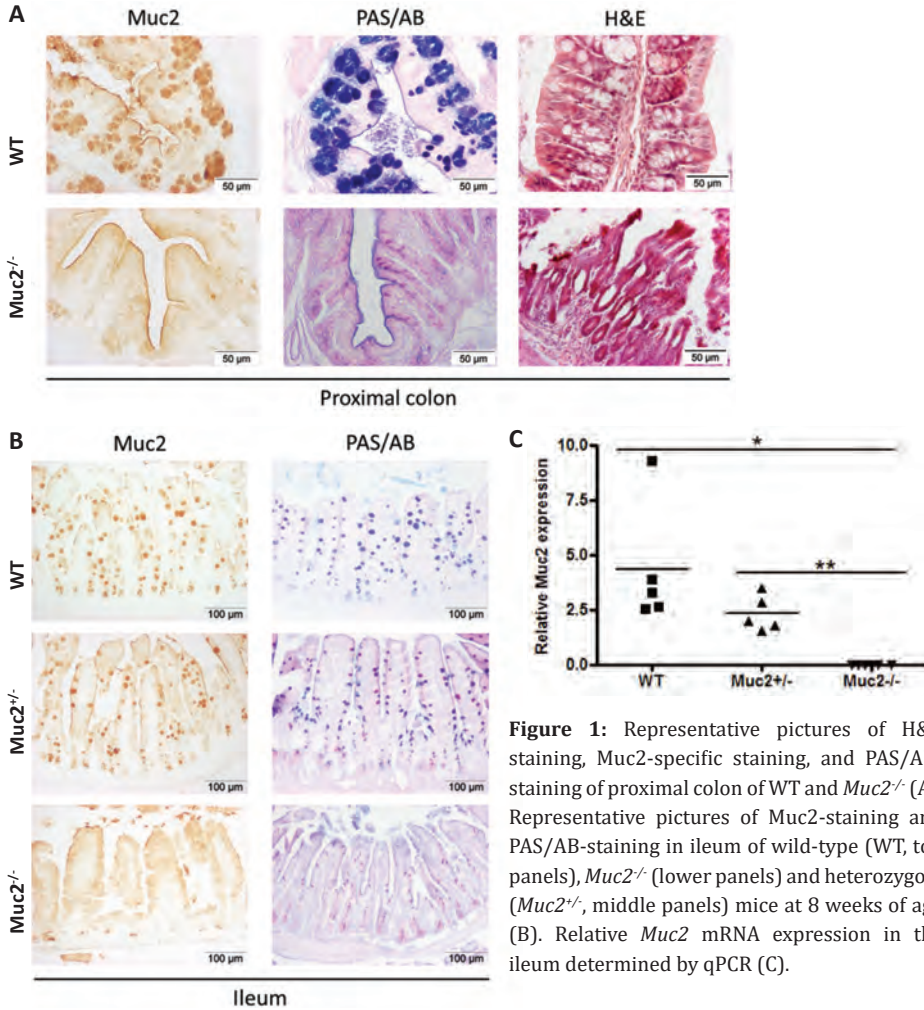 A
Muc2 PAS/AB H&E
WT
50 µm 50 µm 50 µm
Muc2-/-
50 µm 50 µm 50 µm
Proximal colon
B
Muc2 PAS/AB
WT
100 µm 100 µm
Muc2+/-
100 µm 100 µm
Muc2-/-
100 µm 100 µm
Ileum
C
Relative Muc2 expression
10.0
7.5
5.0
2.5
0.0
*
**
WT Muc2+/- Muc2-/-
Figure 1: Representative pictures of H&
staining, Muc2-specific staining, and PAS/A
staining of proximal colon of WT and Muc2-/- (A
Representative pictures of Muc2-staining an
PAS/AB-staining in ileum of wild-type (WT, to
panels), Muc2-/- (lower panels) and heterozygo
(Muc2+/-, middle panels) mice at 8 weeks of ag
(B). Relative Muc2 mRNA expression in th
ileum determined by qPCR (C).